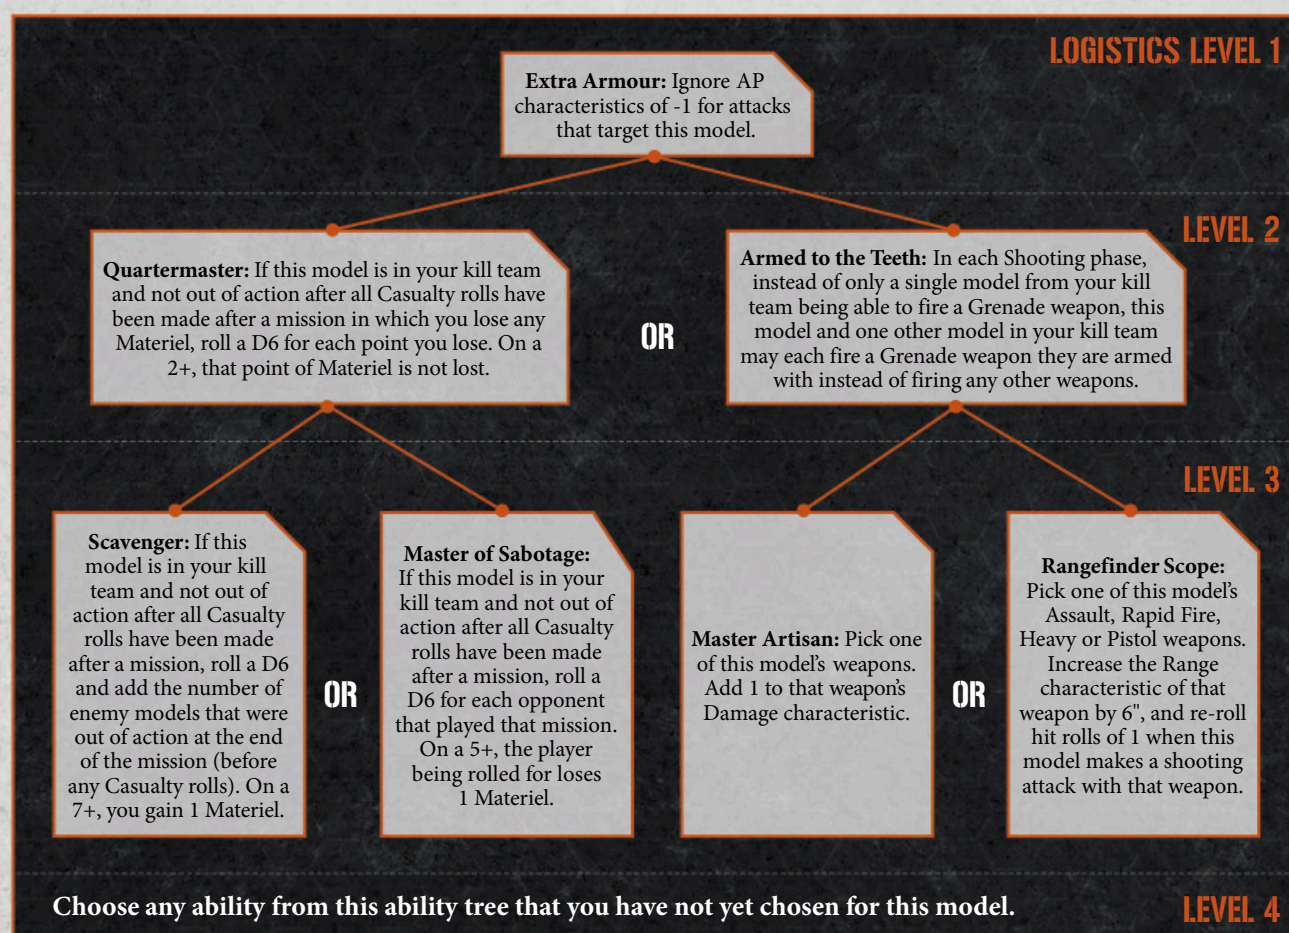 LOGISTICS LEVEL 1
Extra Armour: Ignore AP
characteristics of -1 for attacks
that target this model.
LEVEL 2
Quartermaster: If this model is in your kill team
and not out of action after all Casualty rolls have
been made after a mission in which you lose any
Materiel, roll a D6 for each point you lose. On a
2+, that point of Materiel is not lost.
OR
Armed to the Teeth: In each Shooting phase,
instead of only a single model from your kill
team being able to fire a Grenade weapon, this
model and one other model in your kill team
may each fire a Grenade weapon they are armed
with instead of firing any other weapons.
LEVEL 3
Scavenger: If this
model is in your kill
team and not out of
action after all Casualty
rolls have been made
after a mission, roll a D6
and add the number of
enemy models that were
out of action at the end
of the mission (before
any Casualty rolls). On a
7+, you gain 1 Materiel.
OR
Master of Sabotage:
If this model is in your
kill team and not out of
action after all Casualty
rolls have been made
after a mission, roll a
D6 for each opponent
that played that mission.
On a 5+, the player
being rolled for loses
1 Materiel.
Master Artisan: Pick one
of this model's weapons.
Add 1 to that weapon's
Damage characteristic.
OR
Rangefinder Scope:
Pick one of this model's
Assault, Rapid Fire,
Heavy or Pistol weapons.
Increase the Range
characteristic of that
weapon by 6", and re-roll
hit rolls of 1 when this
model makes a shooting
attack with that weapon.
Choose any ability from this ability tree that you have not yet chosen for this model.
LEVEL 4